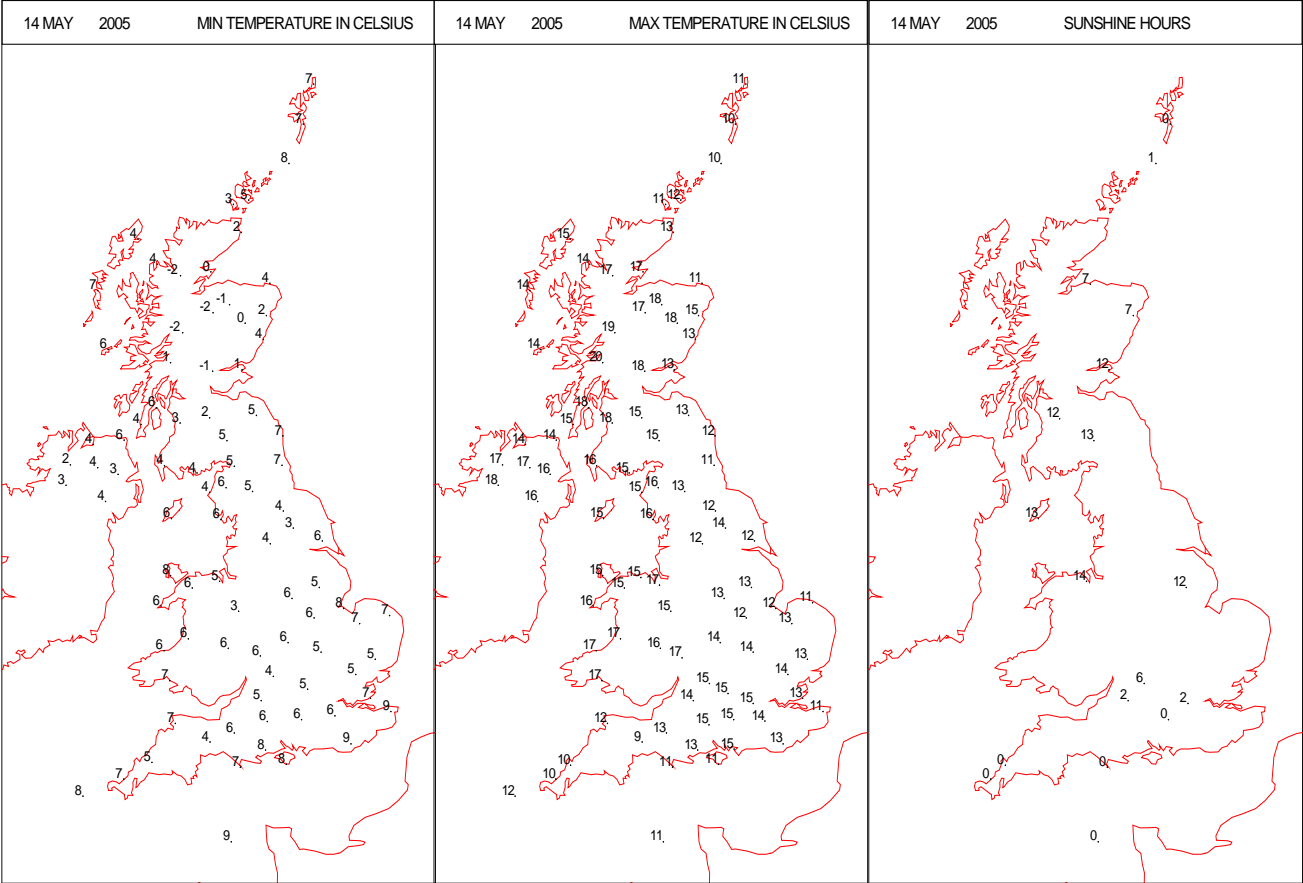 14 MAY 2005 MIN TEMPERATURE IN CELSIUS
7.
7.
8.
3. 5.
2.
4.
4.
-2. 0.
7. 4.
-1.
-2. 2.
0.
-2. 4.
6.
1. -1. 1.
6.
4. 3. 2. 5.
4. 6. 5. 7.
2. 4. 3. 4. 4. 5. 7.
3. 6.
4. 4. 5.
6. 6. 4.
3.
4. 6.
8. 5.
6. 5.
6. 3. 6. 8.
6. 7. 7.
6. 6. 6. 6. 5.
6. 5.
7. 4. 5.
5. 5. 7.
7. 6. 6. 6. 9.
4. 6. 8. 9.
5. 7. 8.
7.
8.
9.
14 MAY 2005 MAX TEMPERATURE IN CELSIUS
11.
10.
10.
11. 12.
13.
15.
14.
17. 17.
14. 11.
18.
17. 15.
18.
19. 13.
14.
20. 18. 13.
18.
15. 18. 15. 13.
14. 14. 15. 12.
17. 17. 16. 16. 15. 11.
18. 16.
16. 15. 13.
15. 16. 12.
14.
12. 12.
15. 15.
15. 17. 13.
16. 15. 13. 12. 11.
12. 13.
17. 17. 16. 14. 14.
17. 13.
17. 15. 14.
14. 15. 15. 13.
12. 13. 15. 15. 14. 11.
9. 13. 15. 13.
10. 11. 11.
10.
12.
11.
14 MAY 2005 SUNSHINE HOURS
0.
1.
7.
7.
12.
12.
13.
13.
14. 12.
6.
2. 2.
0.
0. 0.
0.
0.